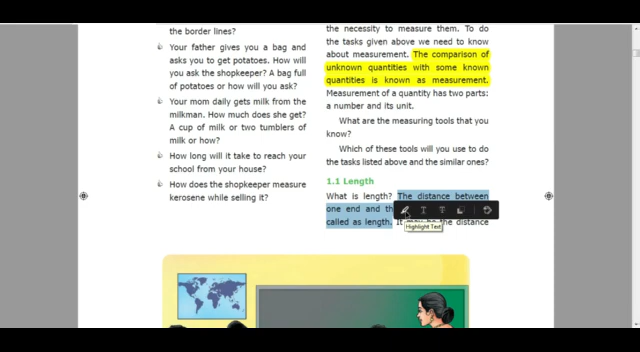 the border lines?
Your father gives you a bag and
asks you to get potatoes. How will
you ask the shopkeeper? A bag full
of potatoes or how will you ask?
Your mom daily gets milk from the
milkman. How much does she get?
A cup of milk or two tumblers of
milk or how?
How long will it take to reach your
school from your house?
How does the shopkeeper measure
kerosene while selling it?
the necessity to measure them. To do
the tasks given above we need to know
about measurement. The comparison of
unknown quantities with some known
quantities is known as measurement.
Measurement of a quantity has two parts:
a number and its unit.
What are the measuring tools that you
know?
Which of these tools will you use to do
the tasks listed above and the similar ones?
1.1 Length
What is length? The distance between
one end and
called as length. It be the distance
Highlight Text